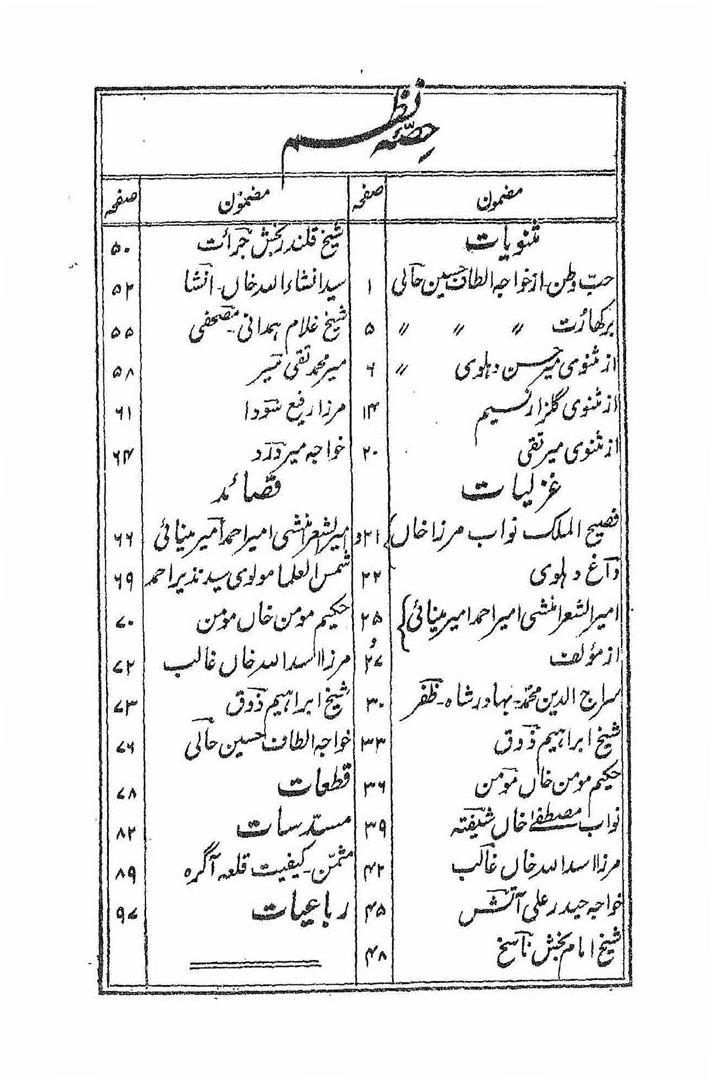 حصّۂ نظم
مضمون صفحہ
مثنویات
حبّ وطن۔ از خواجہ الطاف حسین حالی ۱
برکھارُت 〃 〃 〃 ۵
از مثنوی میر حسن دہلوی 〃 ۶
از مثنوی گلزار نسیم ۱۴
از مثنوی میر تقی ۲۰
غزلیات
فصیح الملک نواب مرزا خاں ۲۱ و
داغ دہلوی ۲۲
امیر الشعرا منشی امیر احمد امیر مینائی ۲۵ و
از مؤلف ۲۷
سراج الدین محمد۔ بہادر شاہ۔ ظفر ۳۰
شیخ ابراہیم ذوق ۳۳
حکیم مومن خاں مومن ۳۶
نواب مصطفےٰ خاں شیفتہ ۳۹
مرزا اسد اللہ خاں غالب ۴۲
خواجہ حیدر علی آتش ۴۵
شیخ امام بخش ناسخ ۴۸
مضمون صفحہ
شیخ قلندر بخش جرات ۵۰
سید انشاء اللہ خاں۔ انشا ۵۲
شیخ غلام ہمدانی۔ مصحفی ۵۵
میر محمد تقی میر ۵۸
مرزا رفیع سودا ۶۱
خواجہ میر درد ۶۴
قصائد
امیر الشعرا منشی امیر احمد امیر مینائی ۶۶
شمس العلما مولوی سید نذیر احمد ۶۹
حکیم مومن خاں مومن ۷۰
مرزا اسد اللہ خاں غالب ۷۲
شیخ ابراہیم ذوق ۷۳
خواجہ الطاف حسین حالی ۷۶
قطعات ۷۸
مسدسات ۸۲
مثمن۔ کیفیت قلعہ آگرہ ۸۹
رباعیات ۹۷